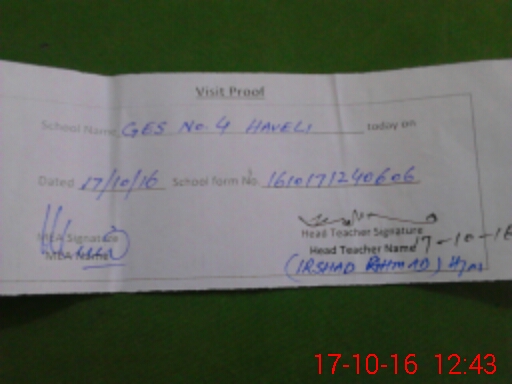 Visit Proof
School Name GES No. 4 HAVELI today on
Dated 17/10/16 School form No. 1610171240606
MEA Signature Head Teacher Signature
MEA Name Head Teacher Name 17-10-16
(IRSHAD AHMAD)
17-10-16 12:43